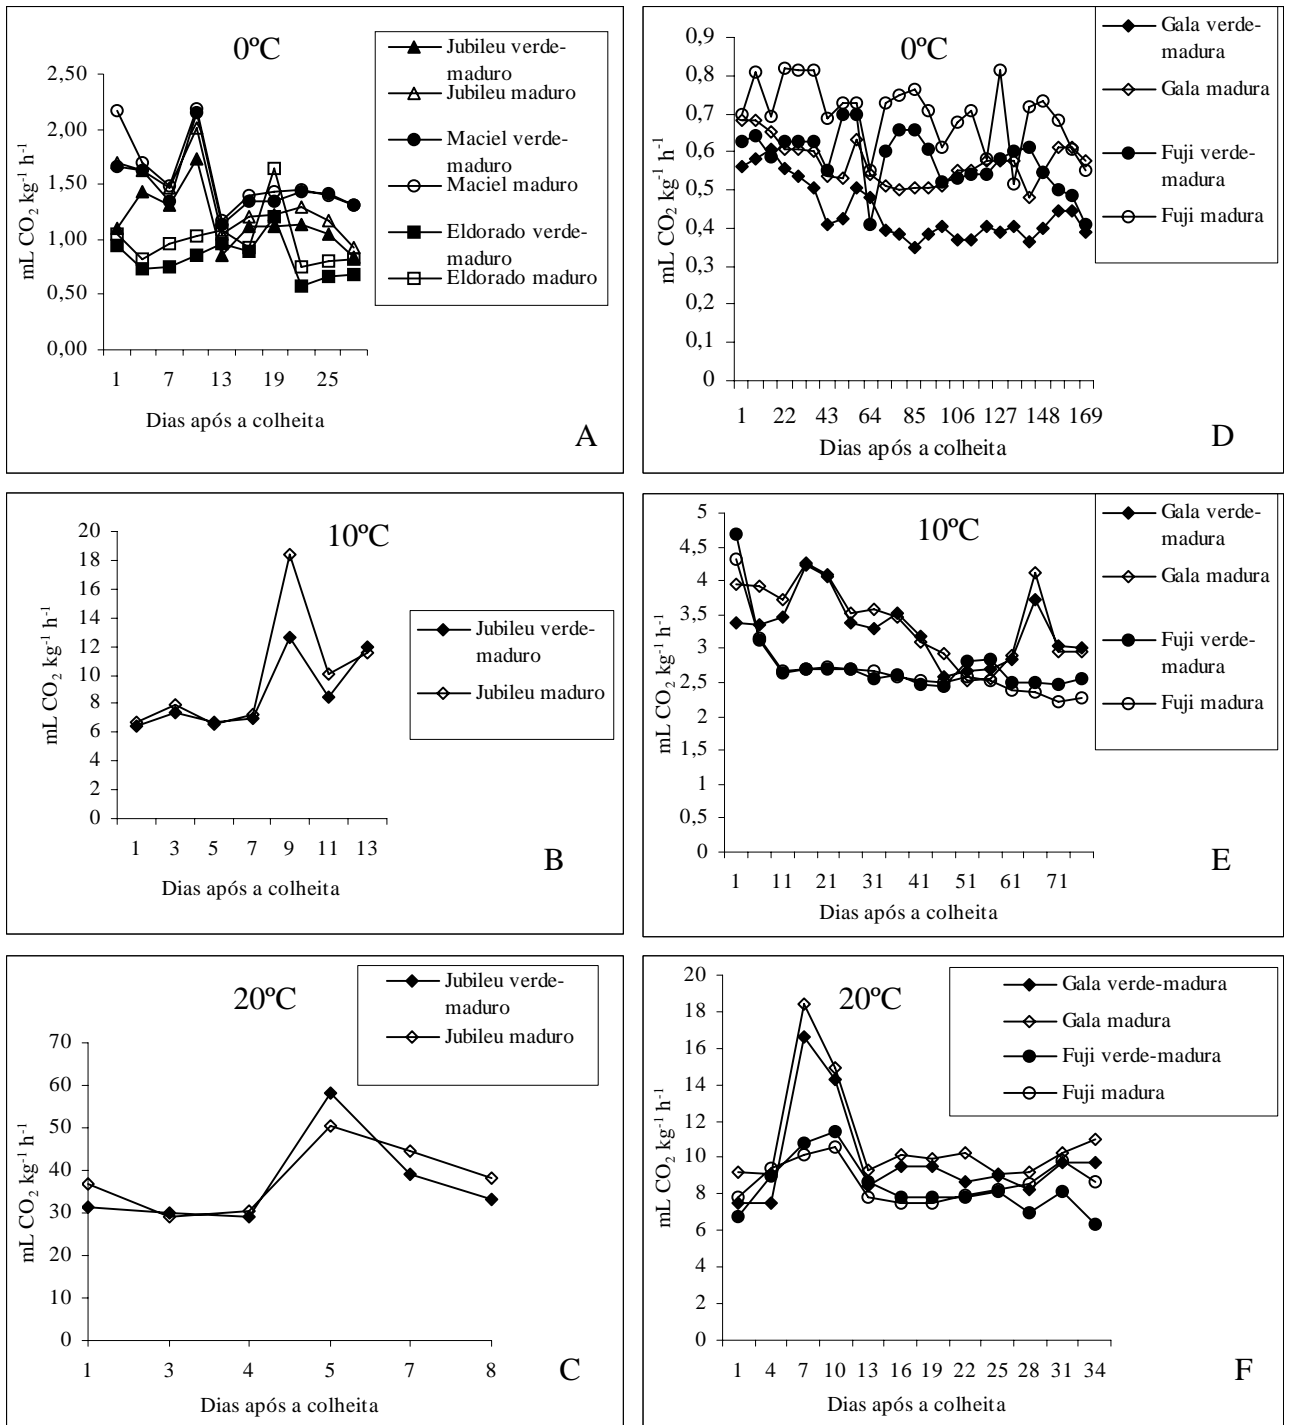 0ºC
2,50
2,00
1,50
1,00
0,50
0,00
mL CO₂ kg⁻¹ h⁻¹
1 7 13 19 25
Dias após a colheita
Jubileu verde-
maduro
Jubileu maduro
Maciel verde-
maduro
Maciel maduro
Eldorado verde-
maduro
Eldorado maduro
A
0ºC
0,9
0,8
0,7
0,6
0,5
0,4
0,3
0,2
0,1
0
mL CO₂ kg⁻¹ h⁻¹
1 22 43 64 85 106 127 148 169
Dias após a colheita
Gala verde-
madura
Gala madura
Fuji verde-
madura
Fuji madura
D
10ºC
20
18
16
14
12
10
8
6
4
2
0
mL CO₂ kg⁻¹ h⁻¹
1 3 5 7 9 11 13
Dias após a colheita
Jubileu verde-
maduro
Jubileu maduro
B
10ºC
5
4,5
4
3,5
3
2,5
2
1,5
1
0,5
0
mL CO₂ kg⁻¹ h⁻¹
1 11 21 31 41 51 61 71
Dias após a colheita
Gala verde-
madura
Gala madura
Fuji verde-
madura
Fuji madura
E
20ºC
70
60
50
40
30
20
10
0
mL CO₂ kg⁻¹ h⁻¹
1 3 4 5 7 8
Dias após a colheita
Jubileu verde-
maduro
Jubileu maduro
C
20ºC
20
18
16
14
12
10
8
6
4
2
0
mL CO₂ kg⁻¹ h⁻¹
1 4 7 10 13 16 19 22 25 28 31 34
Dias após a colheita
Gala verde-madura
Gala madura
Fuji verde-madura
Fuji madura
F